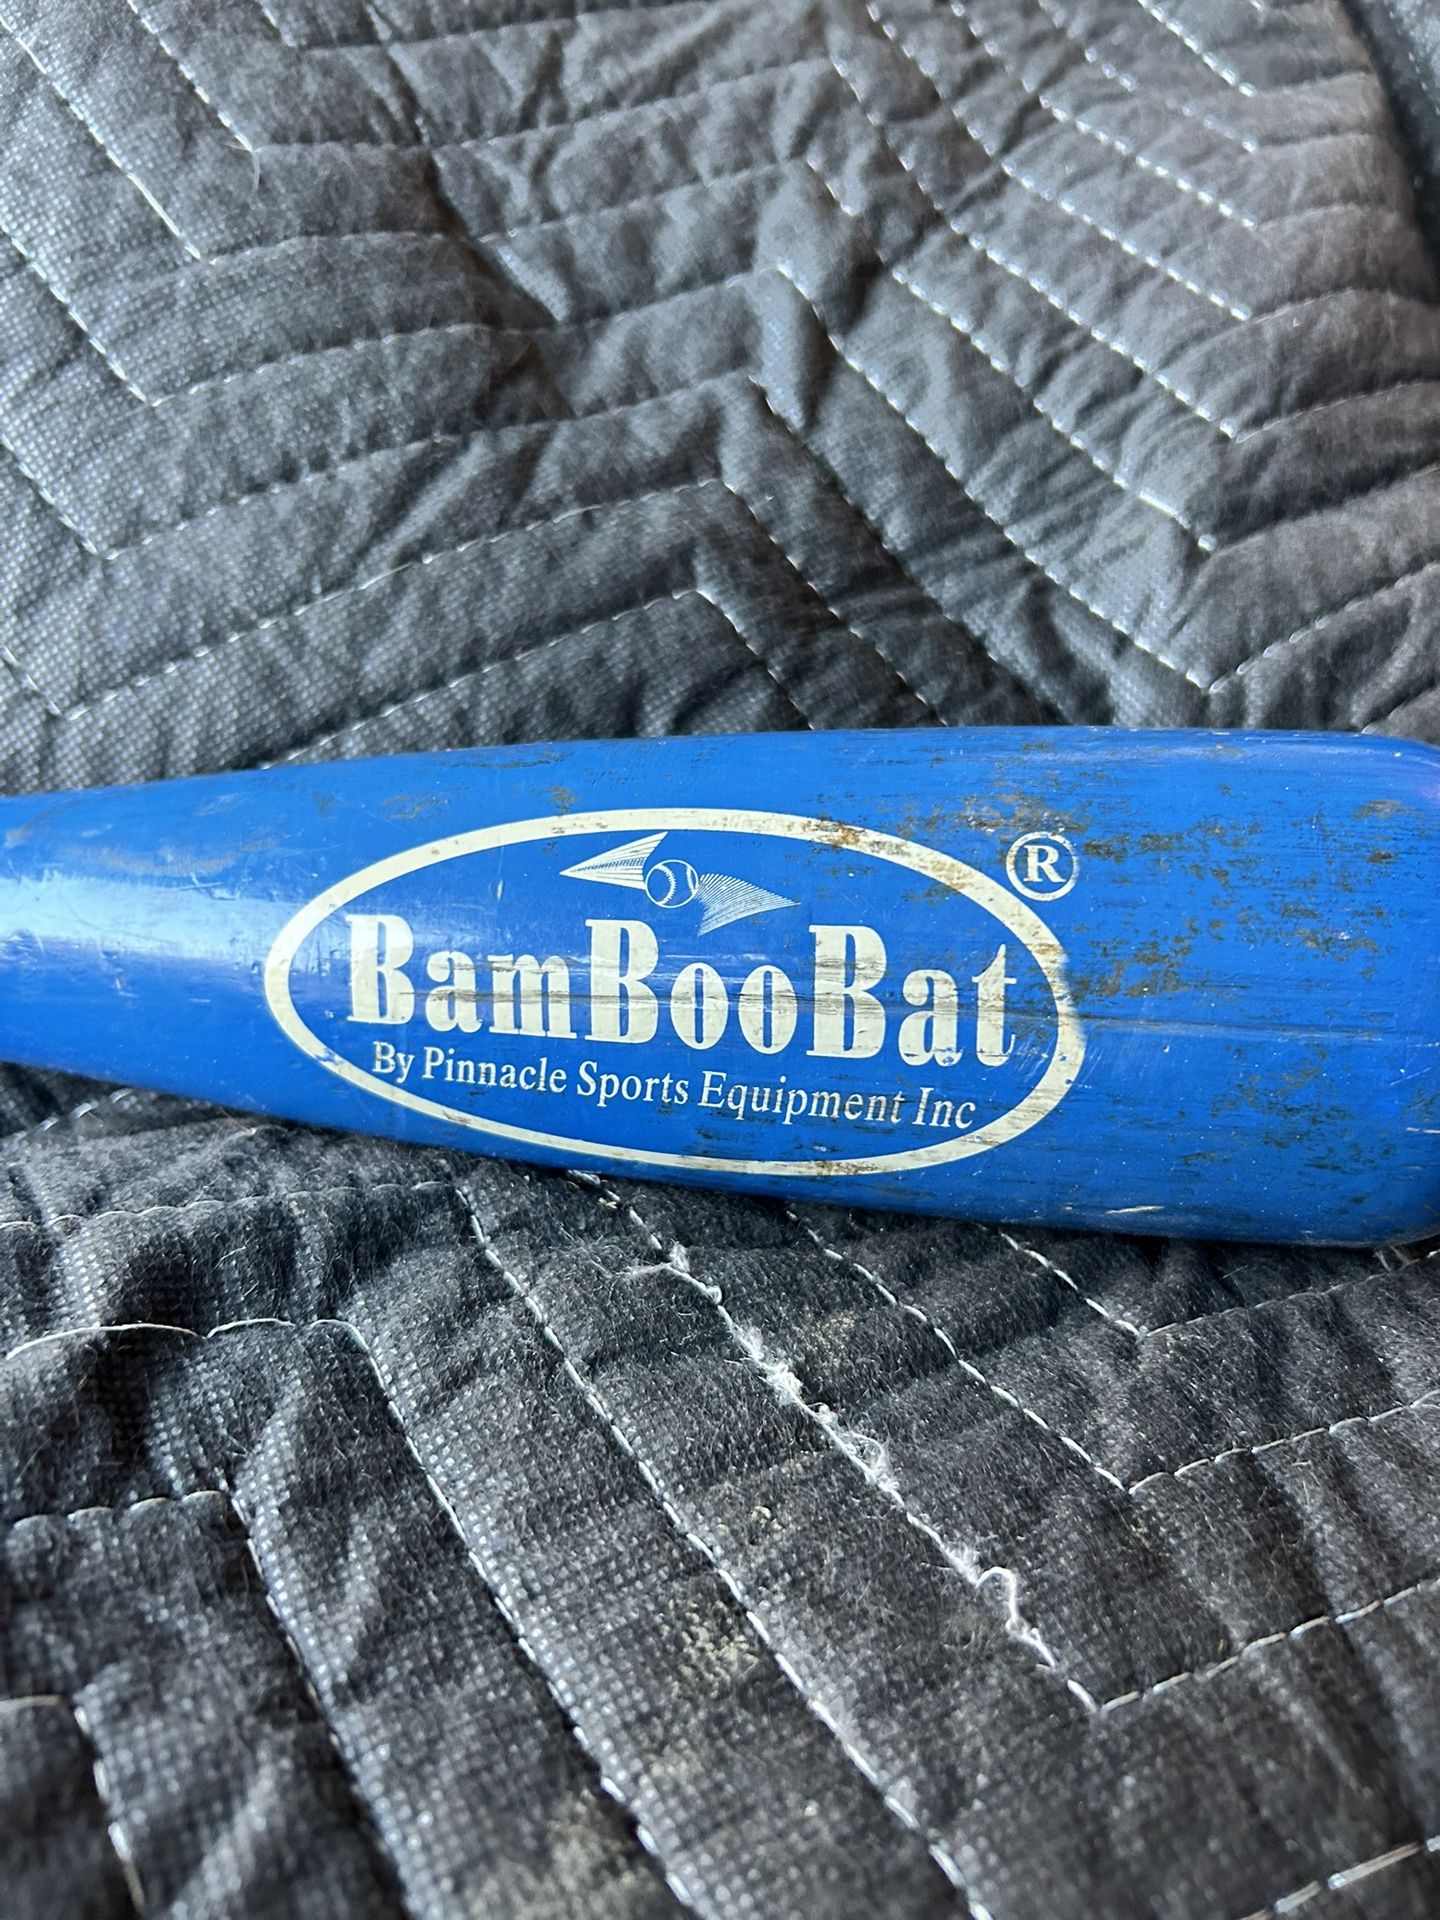 ®
BamBooBat
By Pinnacle Sports Equipment Inc